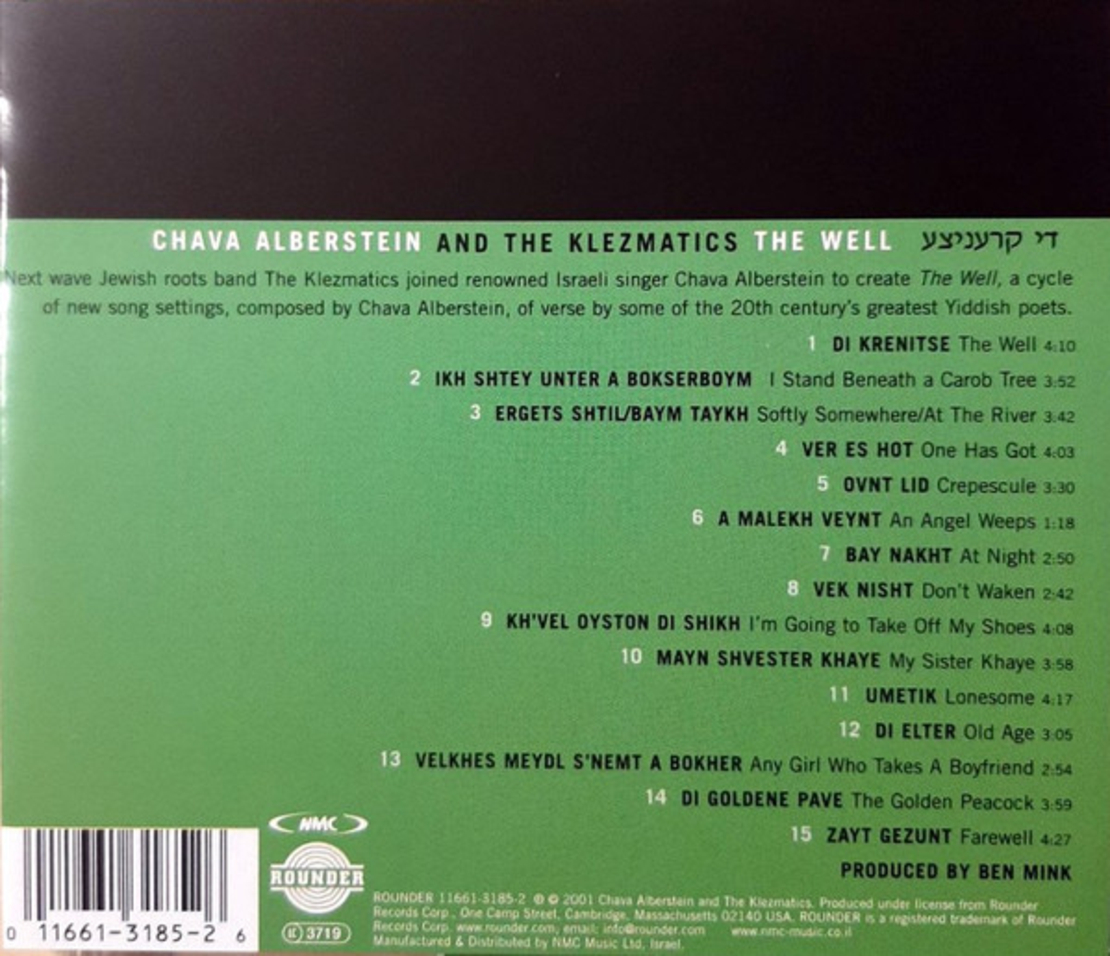 CHAVA ALBERSTEIN AND THE KLEZMATICS THE WELL די קרעניצע
Next wave Jewish roots band The Klezmatics joined renowned Israeli singer Chava Alberstein to create The Well, a cycle
of new song settings, composed by Chava Alberstein, of verse by some of the 20th century's greatest Yiddish poets.
1 DI KRENITSE The Well 4:10
2 IKH SHTEY UNTER A BOKSERBOYM I Stand Beneath a Carob Tree 3:52
3 ERGETS SHTIL/BAYM TAYKH Softly Somewhere/At The River 3:42
4 VER ES HOT One Has Got 4:03
5 OVNT LID Crepescule 3:30
6 A MALEKH VEYNT An Angel Weeps 1:18
7 BAY NAKHT At Night 2:50
8 VEK NISHT Don't Waken 2:42
9 KH'VEL OYSTON DI SHIKH I'm Going to Take Off My Shoes 4:08
10 MAYN SHVESTER KHAYE My Sister Khaye 3:58
11 UMETIK Lonesome 4:17
12 DI ELTER Old Age 3:05
13 VELKHES MEYDL S'NEMT A BOKHER Any Girl Who Takes A Boyfriend 2:54
14 DI GOLDENE PAVE The Golden Peacock 3:59
15 ZAYT GEZUNT Farewell 4:27
PRODUCED BY BEN MINK
NMC
ROUNDER
IL 3719
0 11661-3185-2 6
ROUNDER 11661-3185-2 ℗ © 2001 Chava Alberstein and The Klezmatics. Produced under license from Rounder
Records Corp., One Camp Street, Cambridge, Massachusetts 02140 USA. ROUNDER is a registered trademark of Rounder
Records Corp. www.rounder.com; email: info@rounder.com www.nmc-music.co.il
Manufactured & Distributed by NMC Music Ltd, Israel.